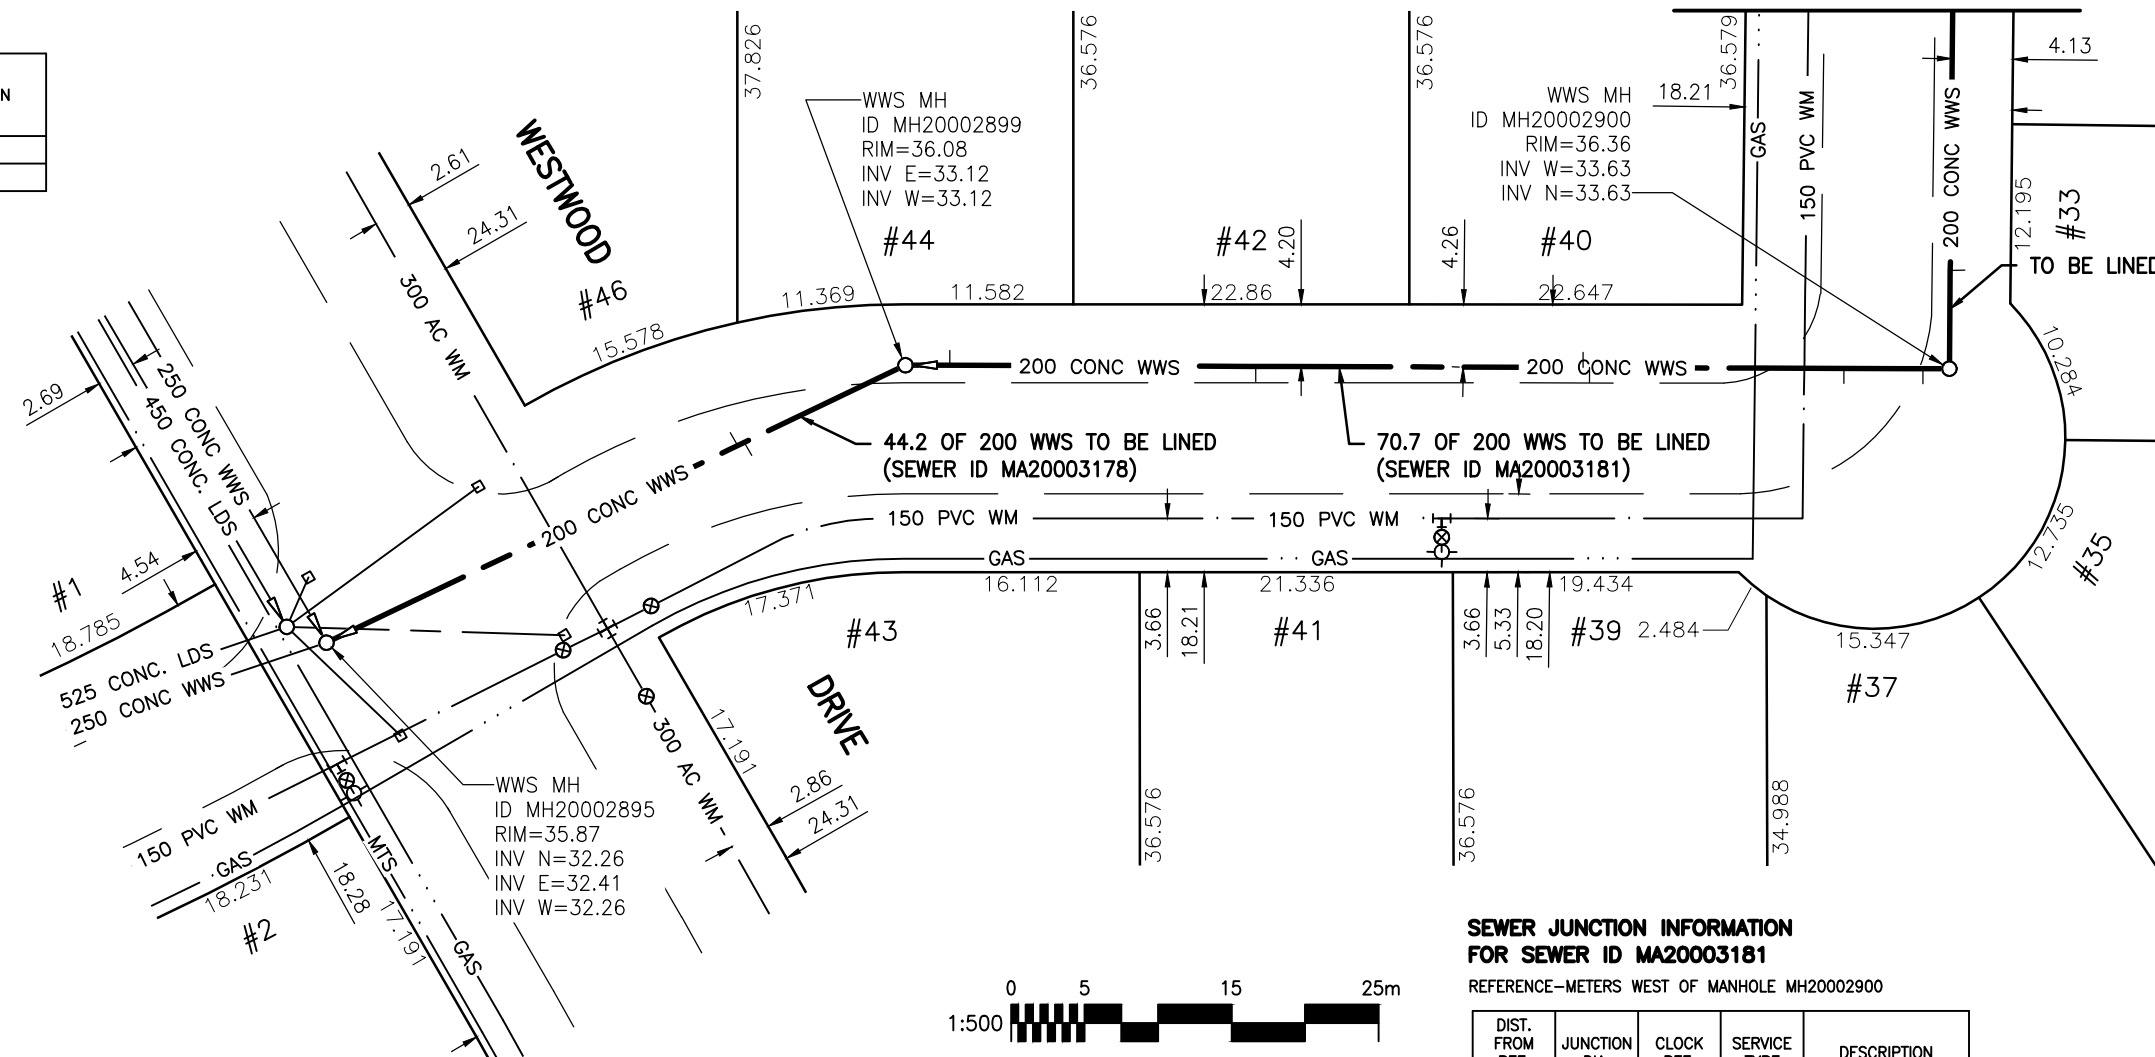 N
37.826
36.576
36.576
36.579
18.21
4.13
WWS MH
ID MH20002899
RIM=36.08
INV E=33.12
INV W=33.12
WWS MH
ID MH20002900
RIM=36.36
INV W=33.63
INV N=33.63
GAS
150 PVC WM
200 CONC WWS
12.195
#33
TO BE LINED
2.61
24.31
WESTWOOD
#46
#44
#42
4.20
4.26
#40
300 AC WM
15.578
11.369
11.582
22.86
22.647
10.284
2.69
250 CONC WWS
450 CONC. LDS
200 CONC WWS
200 CONC WWS
44.2 OF 200 WWS TO BE LINED
(SEWER ID MA20003178)
70.7 OF 200 WWS TO BE LINED
(SEWER ID MA20003181)
200 CONC WWS
150 PVC WM
150 PVC WM
GAS
GAS
12.735
#35
#1
4.54
18.785
525 CONC. LDS
250 CONC WWS
17.371
16.112
21.336
19.434
#43
3.66
18.21
#41
3.66
5.33
18.20
#39
2.484
15.347
#37
DRIVE
17.191
300 AC WM
2.86
24.31
WWS MH
ID MH20002895
RIM=35.87
INV N=32.26
INV E=32.41
INV W=32.26
36.576
36.576
34.988
150 PVC WM
GAS
18.231
18.28
MTS
17.191
GAS
#2
SEWER JUNCTION INFORMATION
FOR SEWER ID MA20003181
REFERENCE-METERS WEST OF MANHOLE MH20002900
0 5 15 25m
1:500
DIST.
FROM
JUNCTION
CLOCK
SERVICE
DESCRIPTION